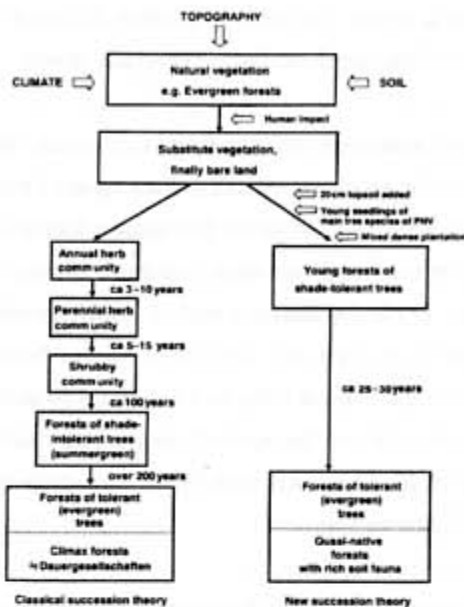 TOPOGRAPHY
Natural vegetation
e.g. Evergreen forests
CLIMATE
SOIL
Human Impact
Substitute vegetation,
finally bare land
20cm topsoil added
Young seedlings of
main tree species of PNV
Mixed dense plantation
Annual herb
community
ca 3-10 years
Perennial herb
community
ca 5-15 years
Shrubby
community
ca 100 years
Forests of shade-
intolerant trees
(summergreen)
over 200 years
Forests of tolerant
(evergreen)
trees
Climax forests
≒ Dauergesellschaften
Classical succession theory
Young forests of
shade-tolerant trees
ca 25-30 years
Forests of tolerant
(evergreen)
trees
Quasi-native
forests
with rich soil fauna
New succession theory